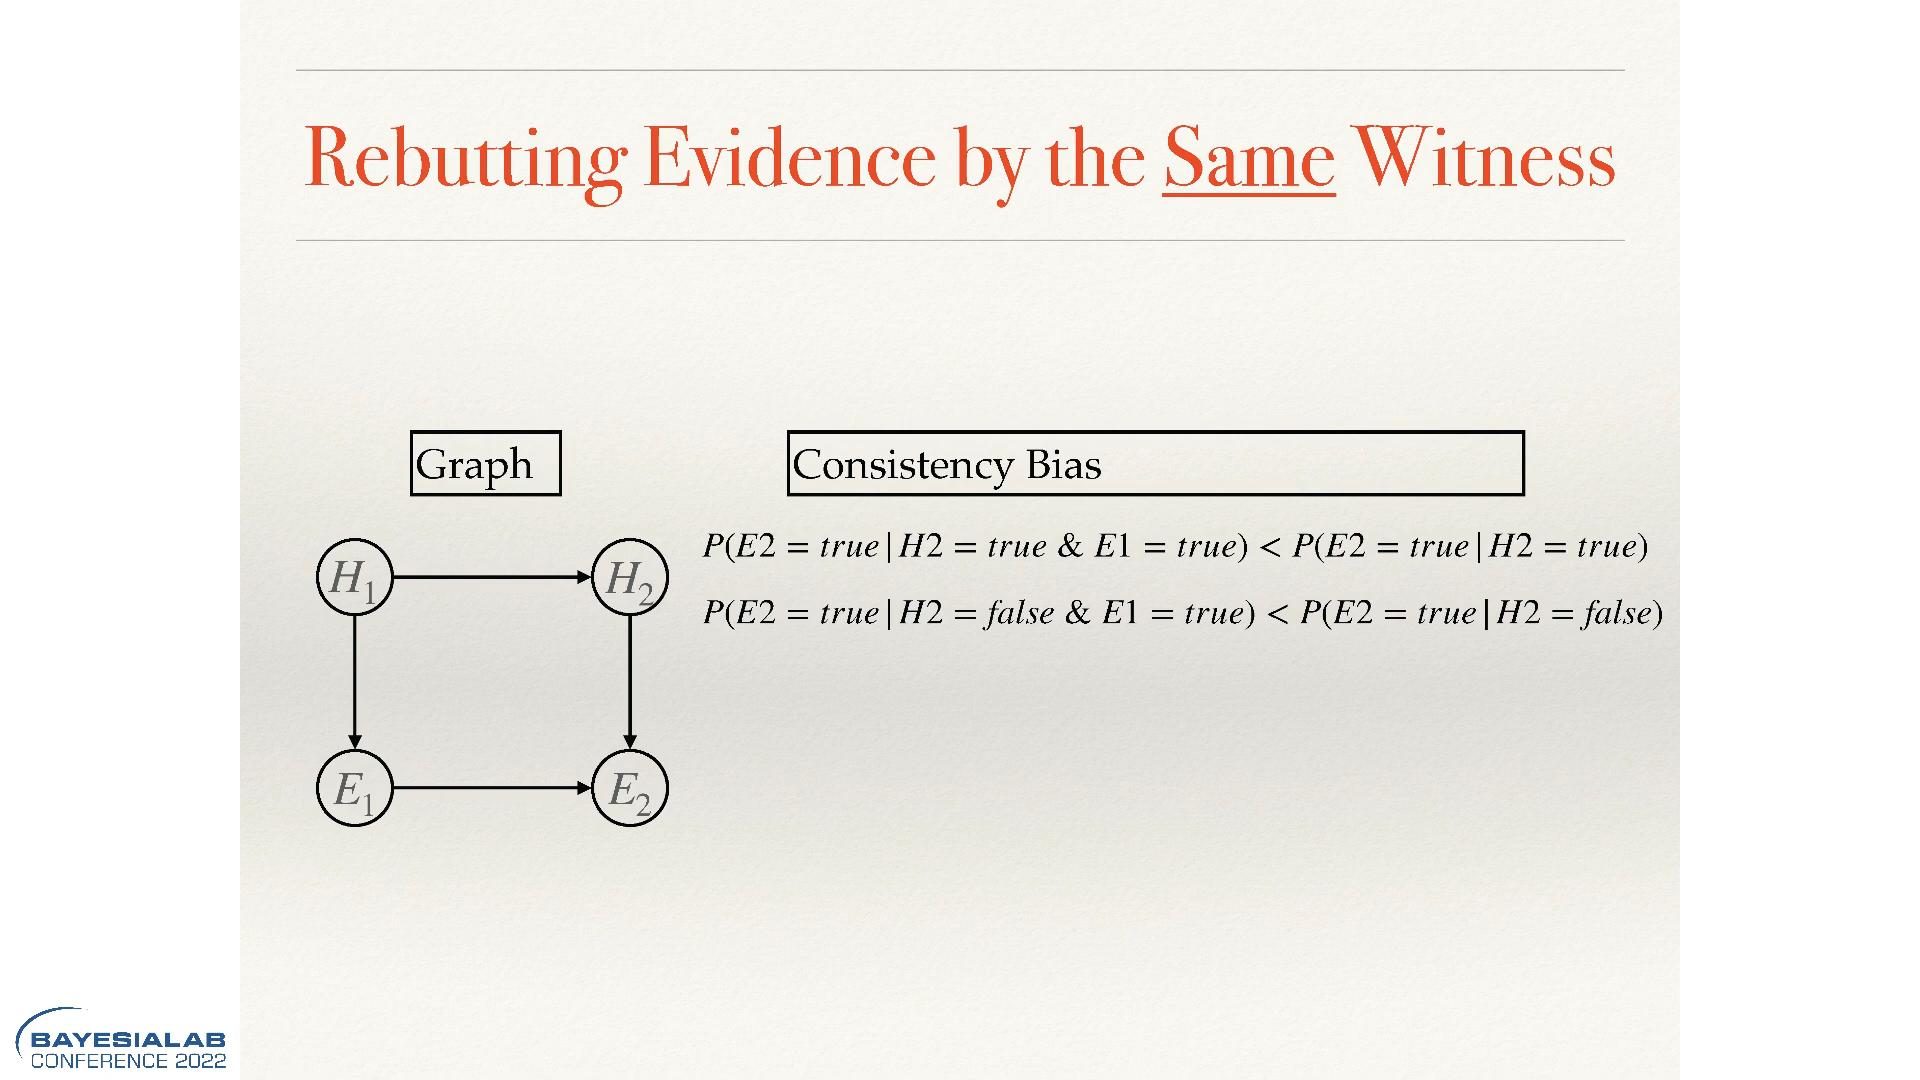 Rebutting Evidence by the Same Witness
Graph
Consistency Bias
P(E2 = true | H2 = true & E1 = true) < P(E2 = true | H2 = true)
P(E2 = true | H2 = false & E1 = true) < P(E2 = true | H2 = false)
H₁
H₂
E₁
E₂
BAYESIALAB
CONFERENCE 2022